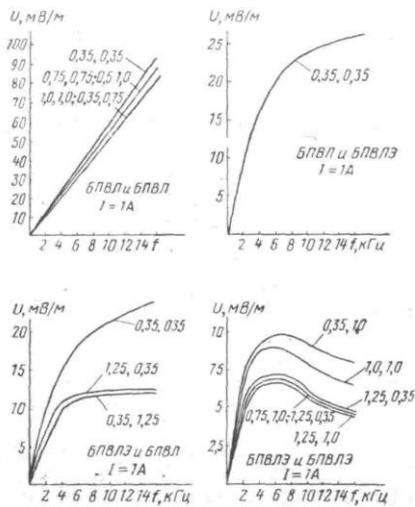 U, мВ/м
100
90
80
70
60
50
40
30
20
10
0,35, 0,35
0,75, 0,75; 0,5 1,0
1,0, 1,0; 0,35, 0,75
БПВЛ и БПВЛ
I = 1А
2 4 6 8 10 12 14 f, кГц
U, мВ/м
25
20
10
5
0,35, 0,35
БПВЛ и БПВЛЭ
I = 1А
2 4 6 8 10 12 14 f, кГц
U, мВ/м
20
15
10
5
0,35, 035
1,25, 0,35
0,35, 1,25
БПВЛЭ и БПВЛ
I = 1А
2 4 6 8 10 12 14 f, кГц
U, мВ/м
10
7,5
5
2,5
0,35, 1,0
1,0, 1,0
1,25, 0,35
0,75, 1,0; 1,25, 0,35
1,25, 1,0
БПВЛЭ и БПВЛЭ
I = 1А
2 4 6 8 10 12 14 f, кГц